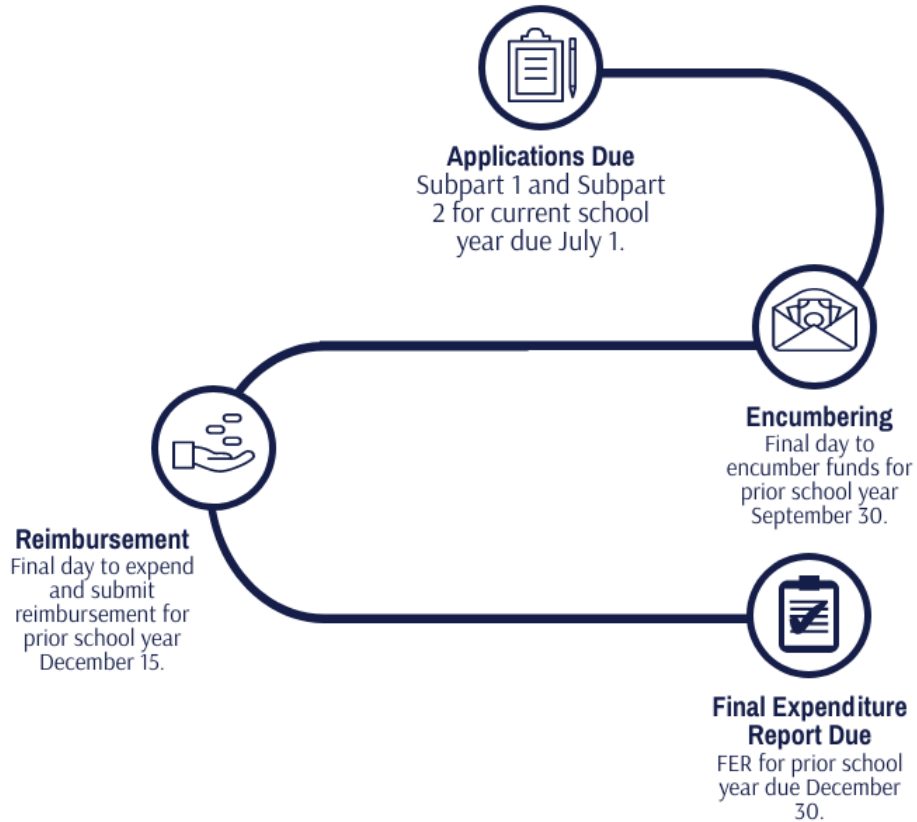 Applications Due
Subpart 1 and Subpart
2 for current school
year due July 1.
Encumbering
Final day to
encumber funds for
prior school year
September 30.
Reimbursement
Final day to expend
and submit
reimbursement for
prior school year
December 15.
Final Expenditure
Report Due
FER for prior school
year due December
30.